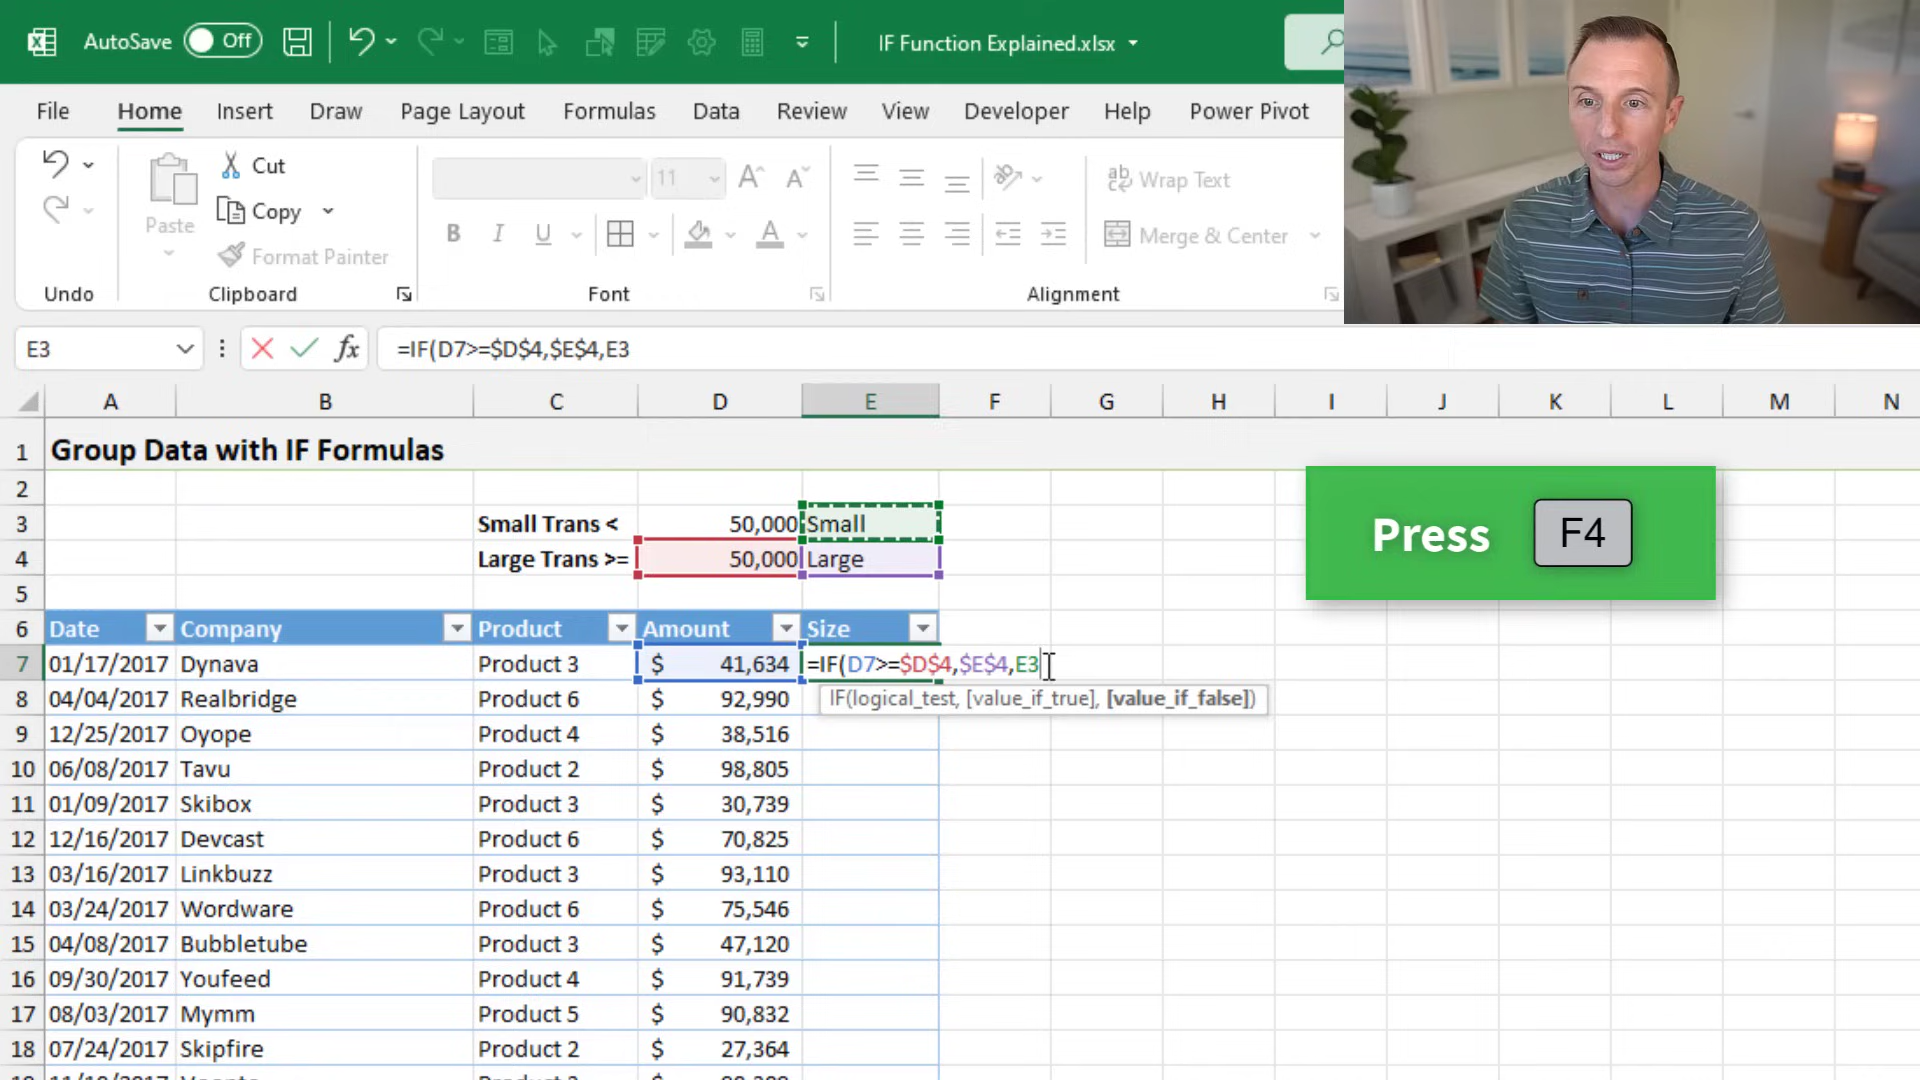 AutoSave Off IF Function Explained.xlsx
File Home Insert Draw Page Layout Formulas Data Review View Developer Help Power Pivot
Cut
Copy
Format Painter
Paste
11
B I U A
ab Wrap Text
Merge & Center
Undo Clipboard Font Alignment
E3 fx =IF(D7>=$D$4,$E$4,E3
A B C D E F G H I J K L M N
1 Group Data with IF Formulas
2
3 Small Trans < 50,000 Small
4 Large Trans >= 50,000 Large
Press F4
5
6 Date Company Product Amount Size
7 01/17/2017 Dynava Product 3 $ 41,634 =IF(D7>=$D$4,$E$4,E3
IF(logical_test, [value_if_true], [value_if_false])
8 04/04/2017 Realbridge Product 6 $ 92,990
9 12/25/2017 Oyope Product 4 $ 38,516
10 06/08/2017 Tavu Product 2 $ 98,805
11 01/09/2017 Skibox Product 3 $ 30,739
12 12/16/2017 Devcast Product 6 $ 70,825
13 03/16/2017 Linkbuzz Product 3 $ 93,110
14 03/24/2017 Wordware Product 6 $ 75,546
15 04/08/2017 Bubbletube Product 3 $ 47,120
16 09/30/2017 Youfeed Product 4 $ 91,739
17 08/03/2017 Mymm Product 5 $ 90,832
18 07/24/2017 Skipfire Product 2 $ 27,364